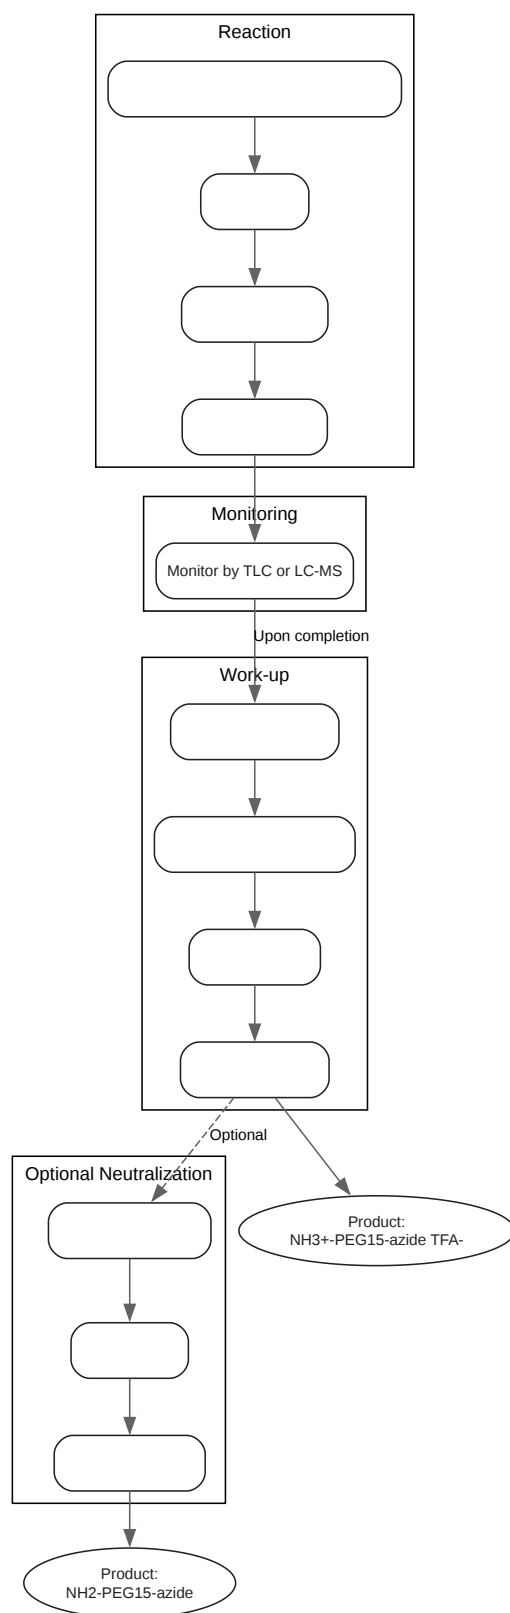 Reaction
Monitoring
Monitor by TLC or LC-MS
Upon completion
Work-up
Optional
Optional Neutralization
Product:
NH3+-PEG15-azide TFA-
Product:
NH2-PEG15-azide